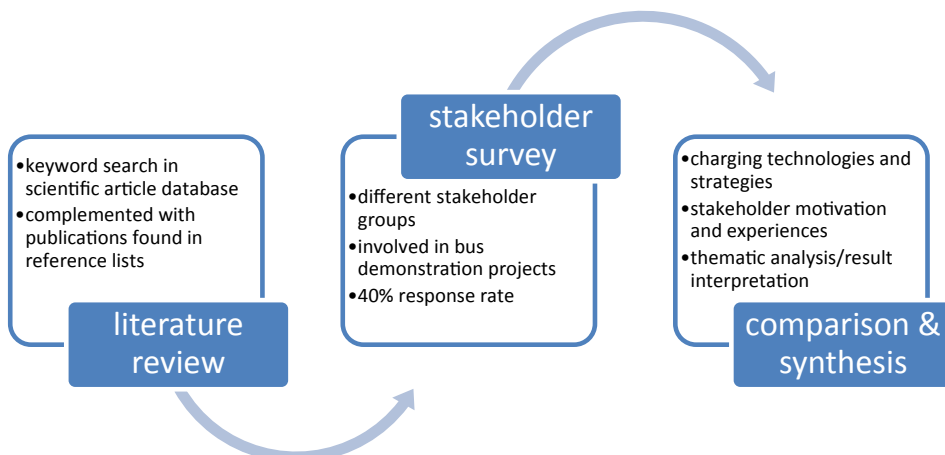 •keyword search in
scientific article database
•complemented with
publications found in
reference lists
literature
review
stakeholder
survey
•different stakeholder
groups
•involved in bus
demonstration projects
•40% response rate
•charging technologies and
strategies
•stakeholder motivation
and experiences
•thematic analysis/result
interpretation
comparison &
synthesis